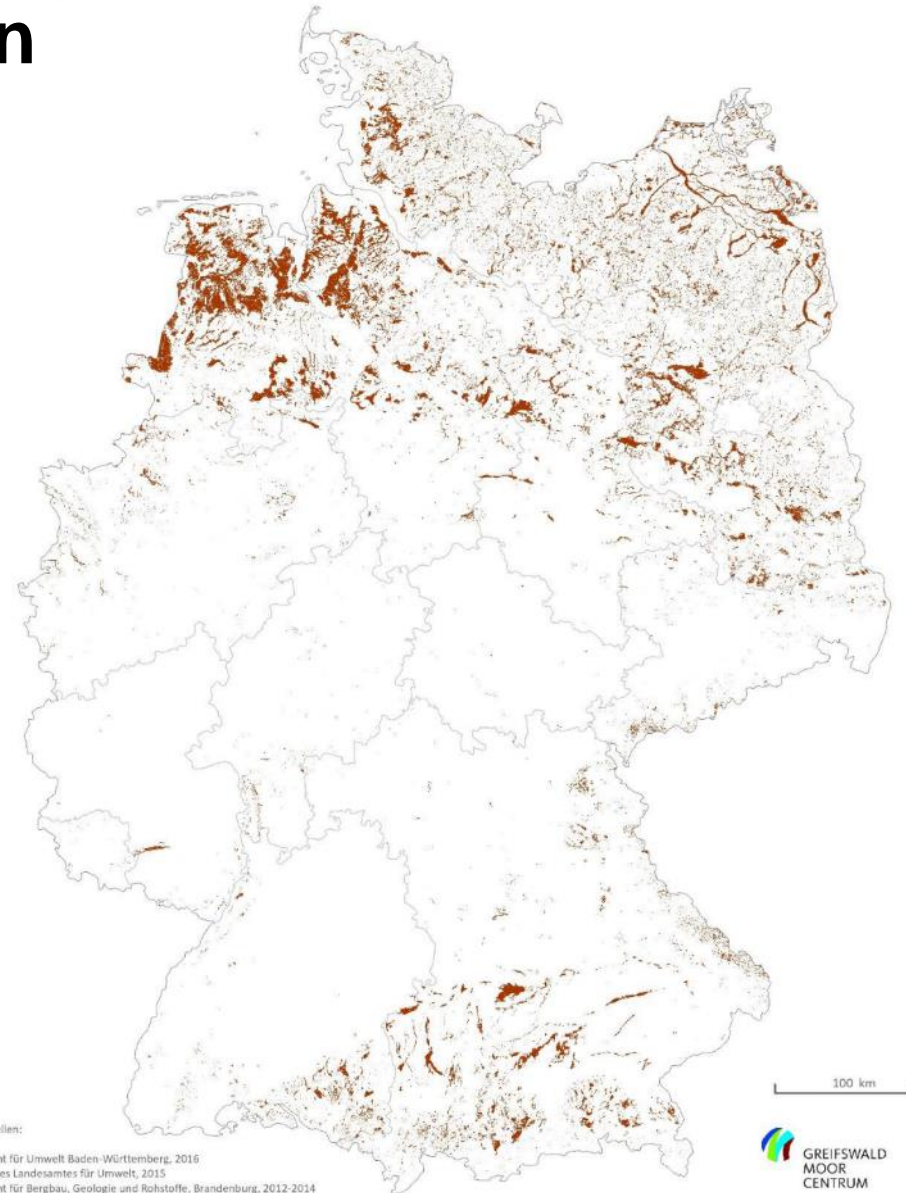 n
100 km
llen:
nt für Umwelt Baden-Württemberg, 2016
es Landesamtes für Umwelt, 2015
nt für Bergbau, Geologie und Rohstoffe, Brandenburg, 2012-2014
GREIFSWALD
MOOR
CENTRUM